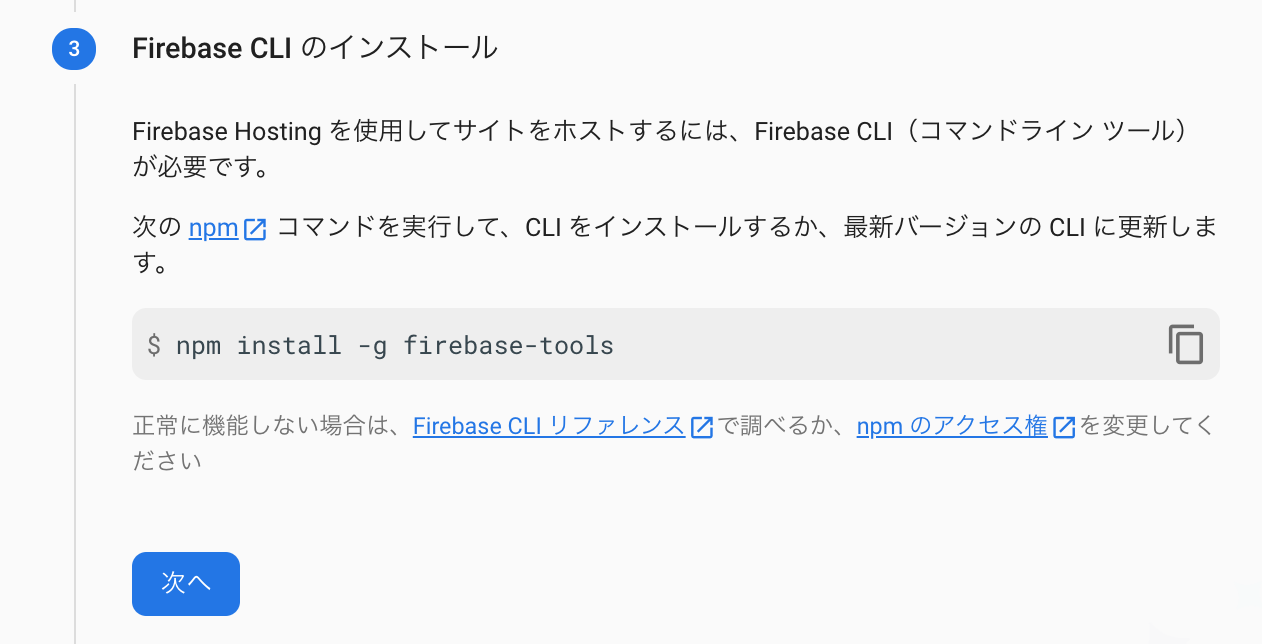 3
Firebase CLI のインストール
Firebase Hosting を使用してサイトをホストするには、Firebase CLI（コマンドライン ツール）
が必要です。
次の npm コマンドを実行して、CLI をインストールするか、最新バージョンの CLI に更新しま
す。
$ npm install -g firebase-tools
正常に機能しない場合は、Firebase CLI リファレンスで調べるか、npm のアクセス権を変更してく
ださい
次へ